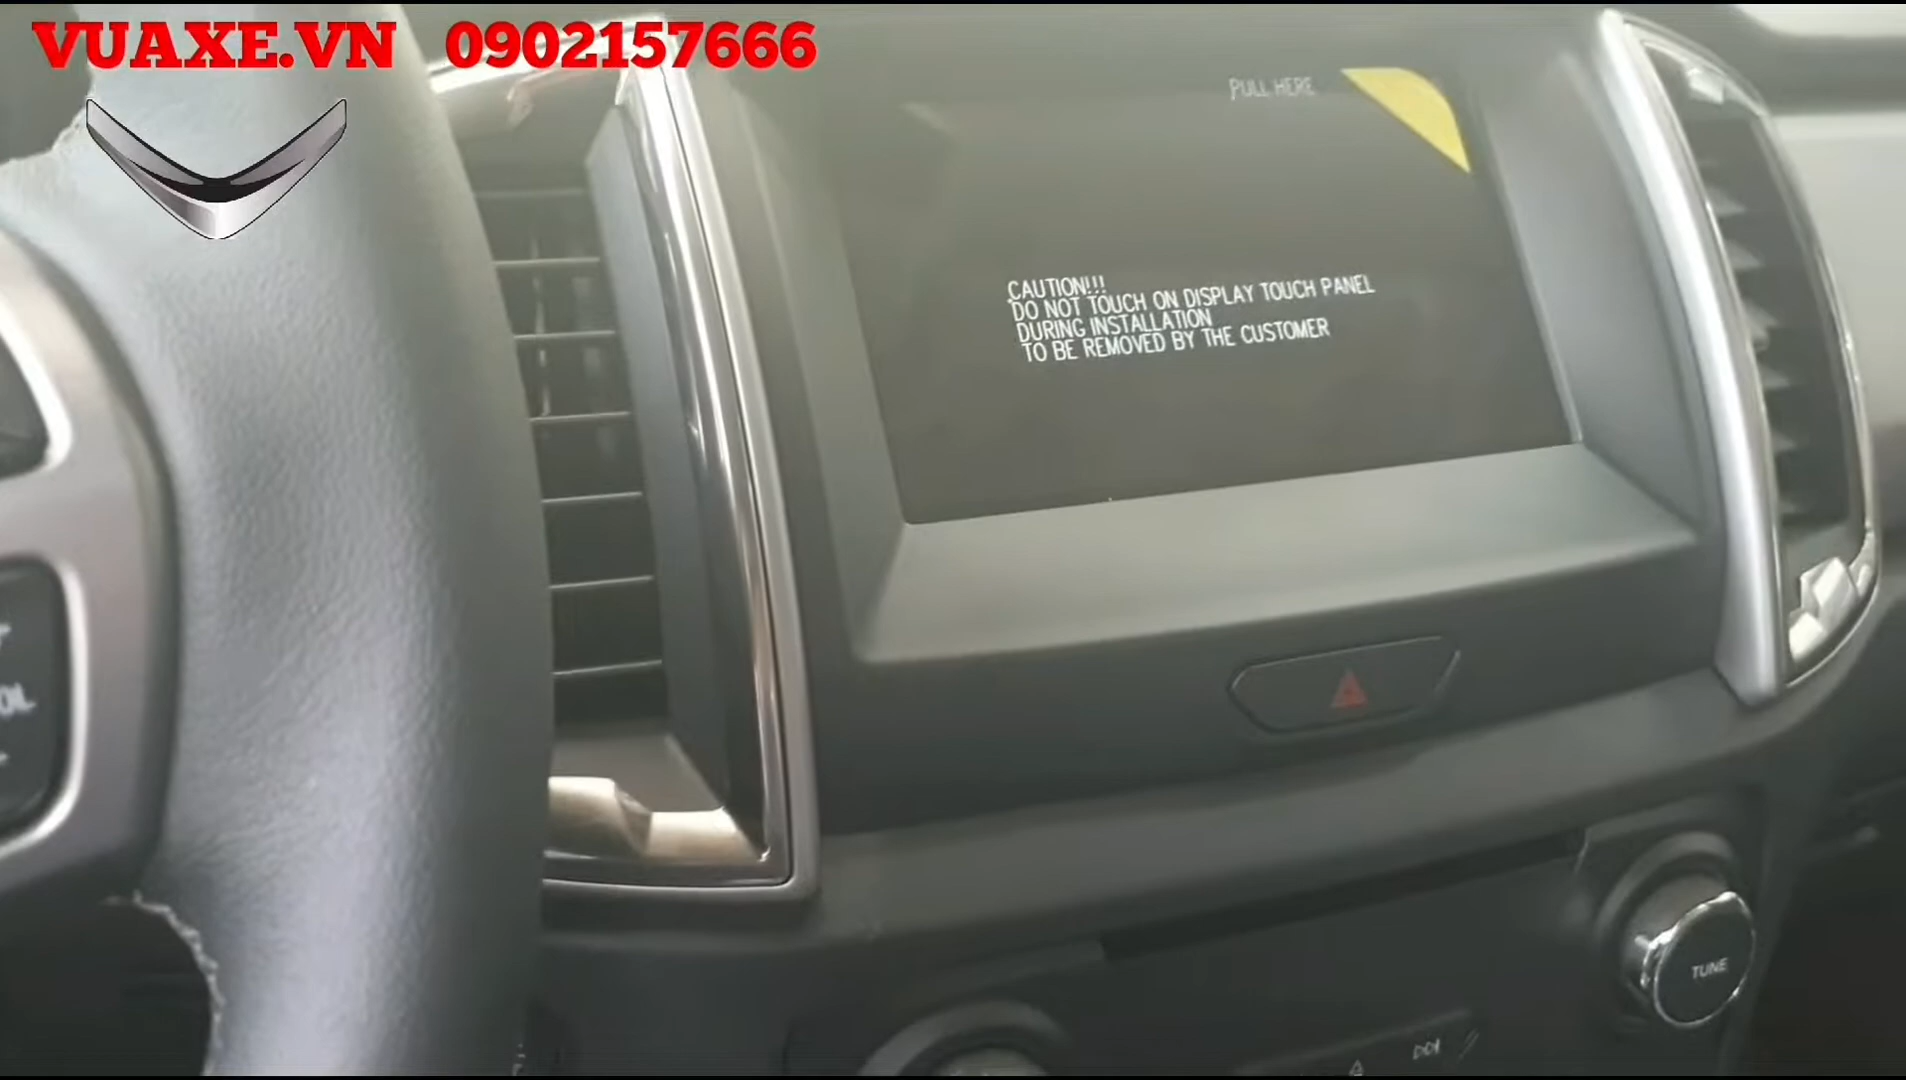 VUAXE.VN 0902157666
PULL HERE
CAUTION!!!
DO NOT TOUCH ON DISPLAY TOUCH PANEL
DURING INSTALLATION
TO BE REMOVED BY THE CUSTOMER
TUNE